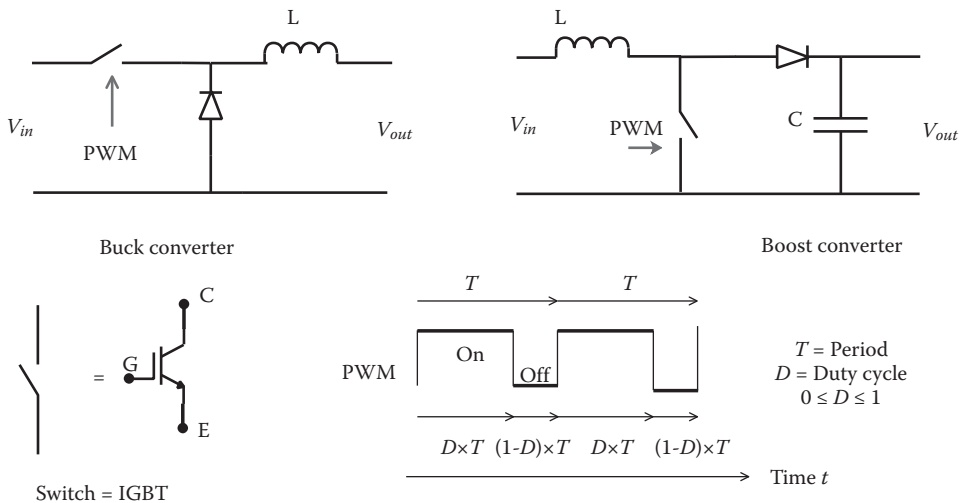 L
V_in
PWM
V_out
Buck converter
L
V_in
PWM
C
V_out
Boost converter
C
G
=
E
Switch = IGBT
T T
PWM
On
Off
D×T (1-D)×T D×T (1-D)×T
Time t
T = Period
D = Duty cycle
0 ≤ D ≤ 1